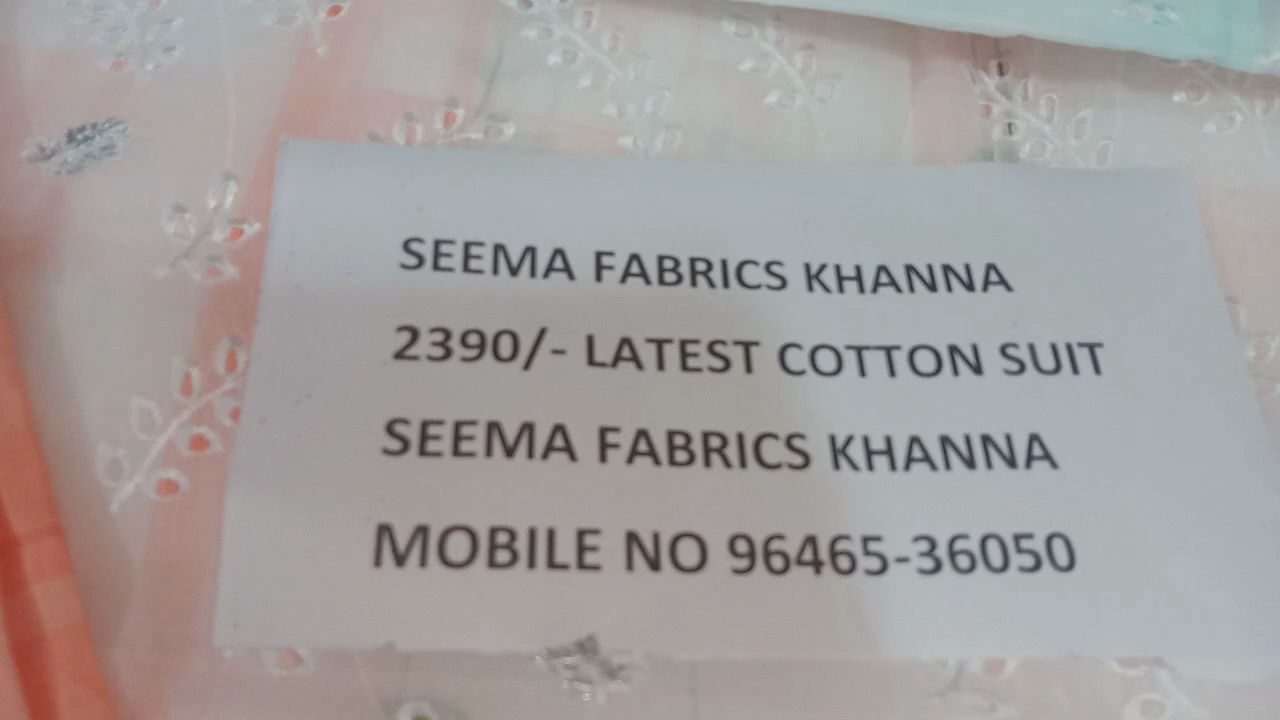 SEEMA FABRICS KHANNA
2390/- LATEST COTTON SUIT
SEEMA FABRICS KHANNA
MOBILE NO 96465-36050